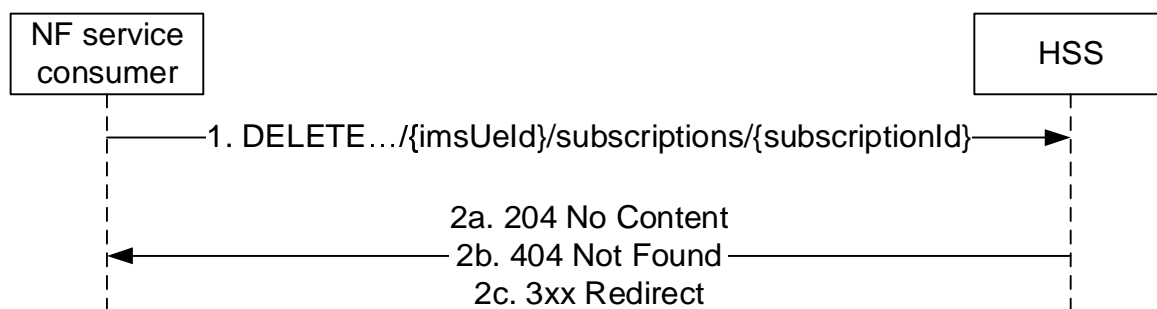 NF service
consumer
HSS
1. DELETE…/{imsUeId}/subscriptions/{subscriptionId}
2a. 204 No Content
2b. 404 Not Found
2c. 3xx Redirect